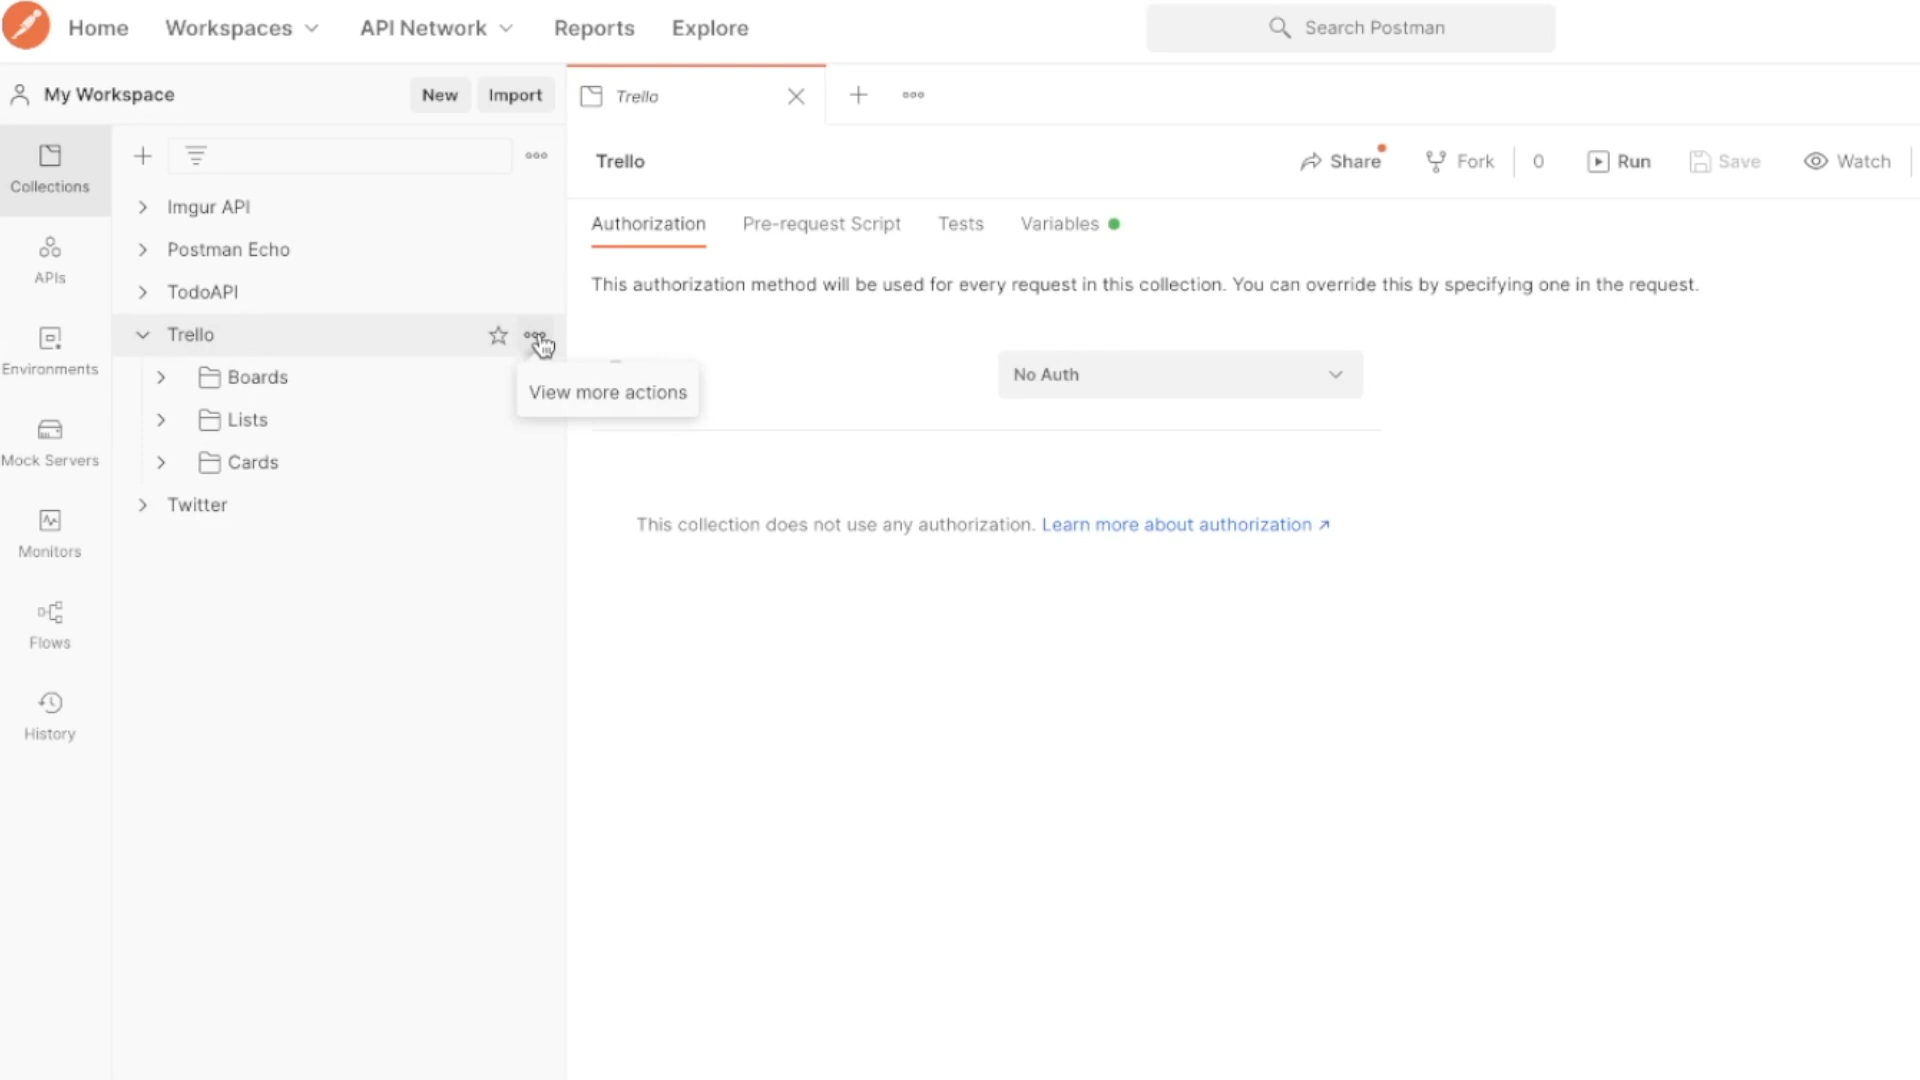 Home Workspaces API Network Reports Explore Search Postman
My Workspace New Import Trello
Collections
Imgur API
Postman Echo
TodoAPI
Trello
Boards
Lists
Cards
Twitter
APIs
Environments
Mock Servers
Monitors
Flows
History
View more actions
Trello Share Fork 0 Run Save Watch
Authorization Pre-request Script Tests Variables
This authorization method will be used for every request in this collection. You can override this by specifying one in the request.
No Auth
This collection does not use any authorization. Learn more about authorization ↗